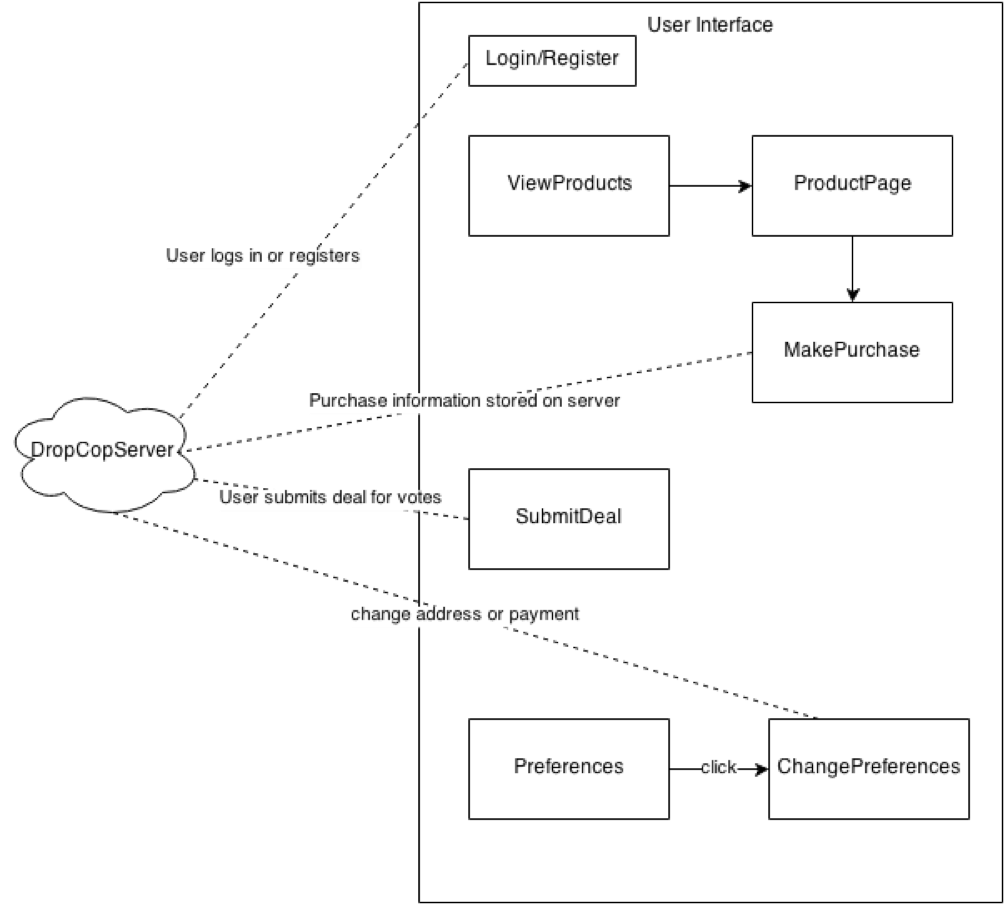 User Interface
Login/Register
ViewProducts
ProductPage
User logs in or registers
MakePurchase
Purchase information stored on server
DropCopServer
User submits deal for votes
SubmitDeal
change address or payment
Preferences
click
ChangePreferences